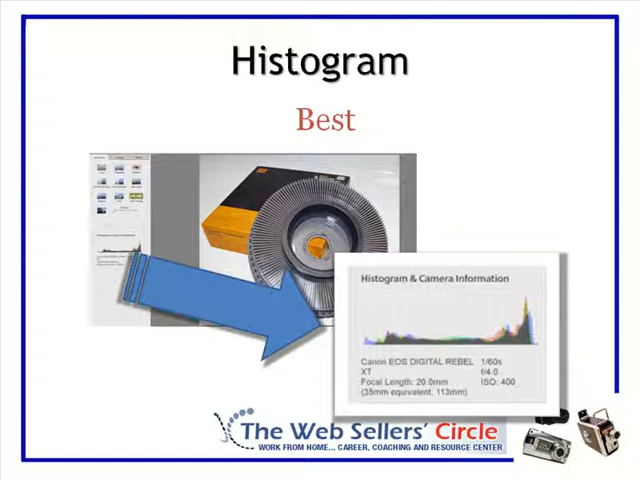 Histogram
Best
Histogram & Camera Information
Canon EOS DIGITAL REBEL 1/60s
XT f/4.0
Focal Length: 20.0mm ISO: 400
(35mm equivalent: 113mm)
The Web Sellers' Circle
WORK FROM HOME... CAREER, COACHING AND RESOURCE CENTER